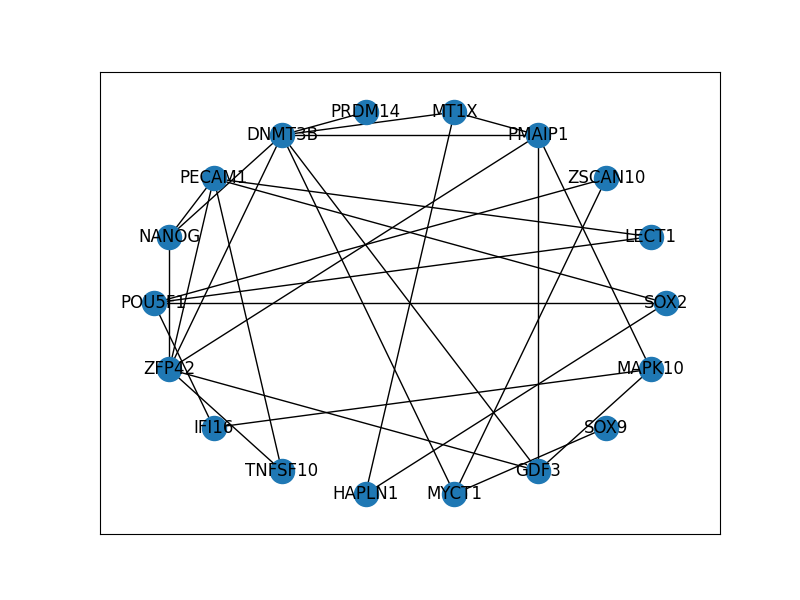 PRDM14 MT1X
DNMT3B PMAIP1
PECAM1 ZSCAN10
NANOG LECT1
POU5F1 SOX2
ZFP42 MAPK10
IFI16 SOX9
TNFSF10 GDF3
HAPLN1 MYCT1